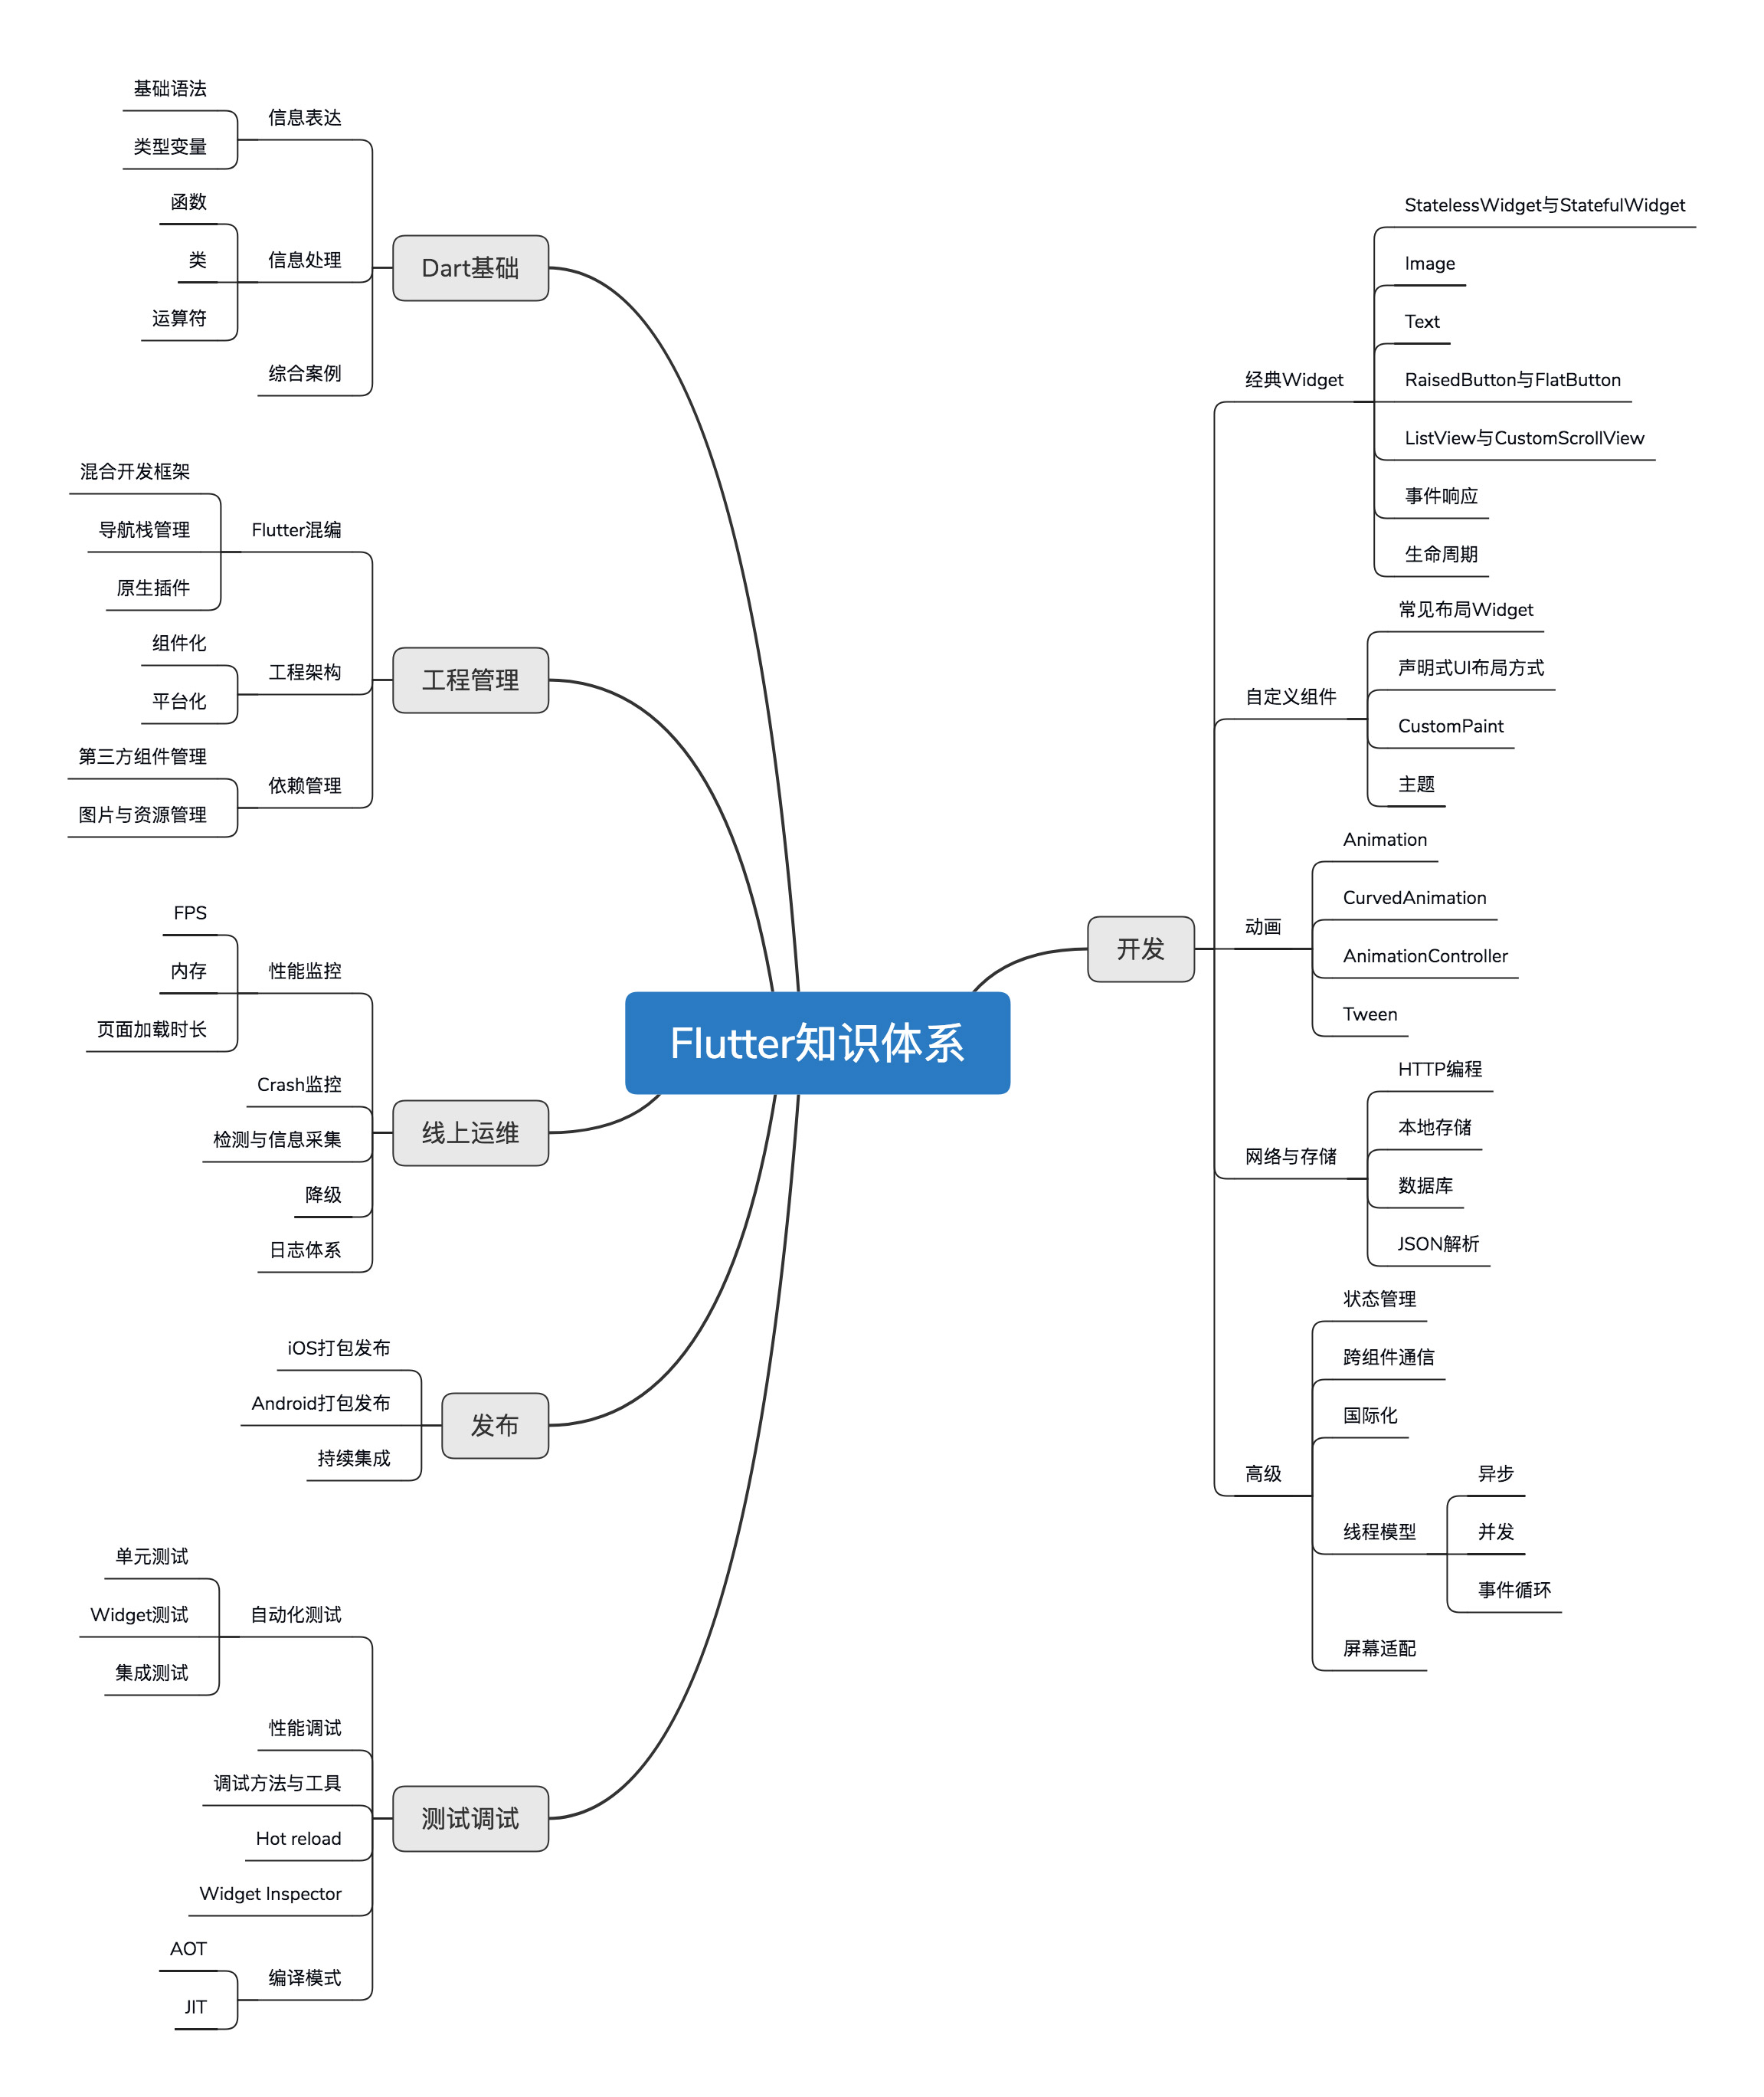 Flutter知识体系
Dart基础
信息表达
基础语法
类型变量
信息处理
函数
类
运算符
综合案例
工程管理
Flutter混编
混合开发框架
导航栈管理
原生插件
工程架构
组件化
平台化
依赖管理
第三方组件管理
图片与资源管理
线上运维
性能监控
FPS
内存
页面加载时长
Crash监控
检测与信息采集
降级
日志体系
发布
iOS打包发布
Android打包发布
持续集成
测试调试
自动化测试
单元测试
Widget测试
集成测试
性能调试
调试方法与工具
Hot reload
Widget Inspector
编译模式
AOT
JIT
开发
经典Widget
StatelessWidget与StatefulWidget
Image
Text
RaisedButton与FlatButton
ListView与CustomScrollView
事件响应
生命周期
自定义组件
常见布局Widget
声明式UI布局方式
CustomPaint
主题
动画
Animation
CurvedAnimation
AnimationController
Tween
网络与存储
HTTP编程
本地存储
数据库
JSON解析
高级
状态管理
跨组件通信
国际化
线程模型
异步
并发
事件循环
屏幕适配